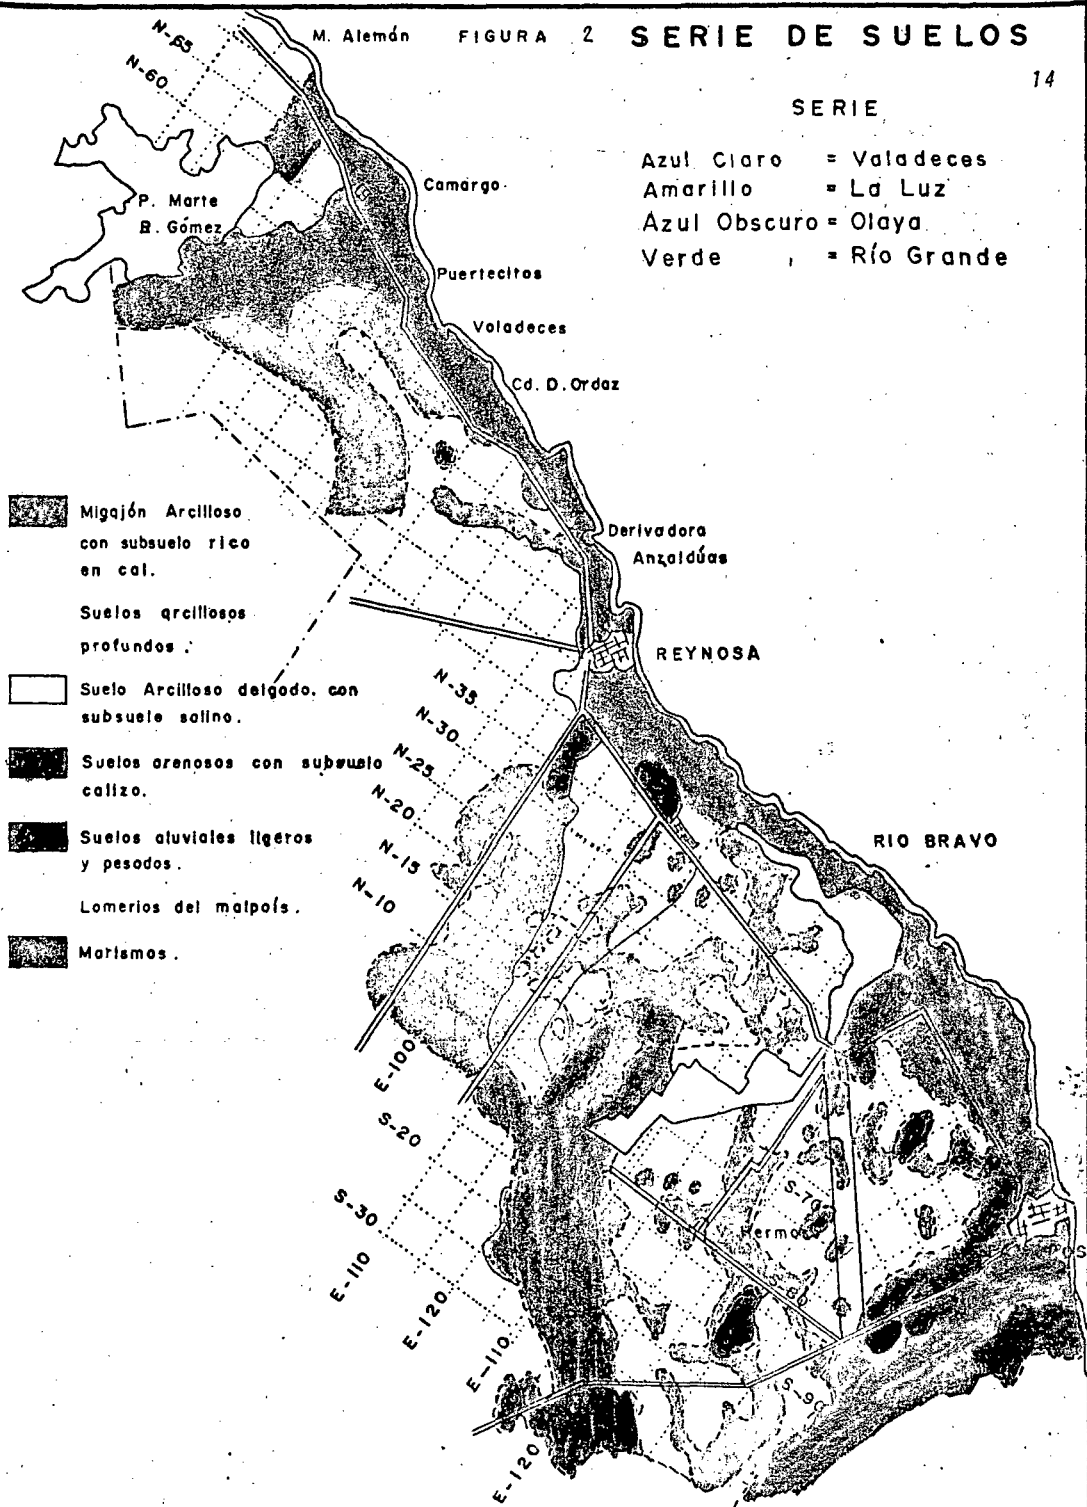 M. Alemán FIGURA 2 SERIE DE SUELOS
14
SERIE
Azul Claro = Valadeces
Amarillo = La Luz
Azul Obscuro = Olaya
Verde = Río Grande
N-65
N-60
P. Marte
R. Gómez
Camargo
Puertecitos
Valadeces
Cd. D. Ordaz
Derivadora
Anzaldúas
REYNOSA
RIO BRAVO
Migajón Arcilloso
con subsuelo rico
en cal.
Suelos arcillosos
profundos.
Suelo Arcilloso delgado. con
subsuelo salino.
Suelos arenosos con subsuelo
calizo.
Suelos aluviales ligeros
y pesados.
Lomerios del malpaís.
Marismas.
N-35
N-30
N-25
N-20
N-15
N-10
E-100
S-20
S-30
E-110
E-120
E-110
E-120
S-70
S-80
S-90